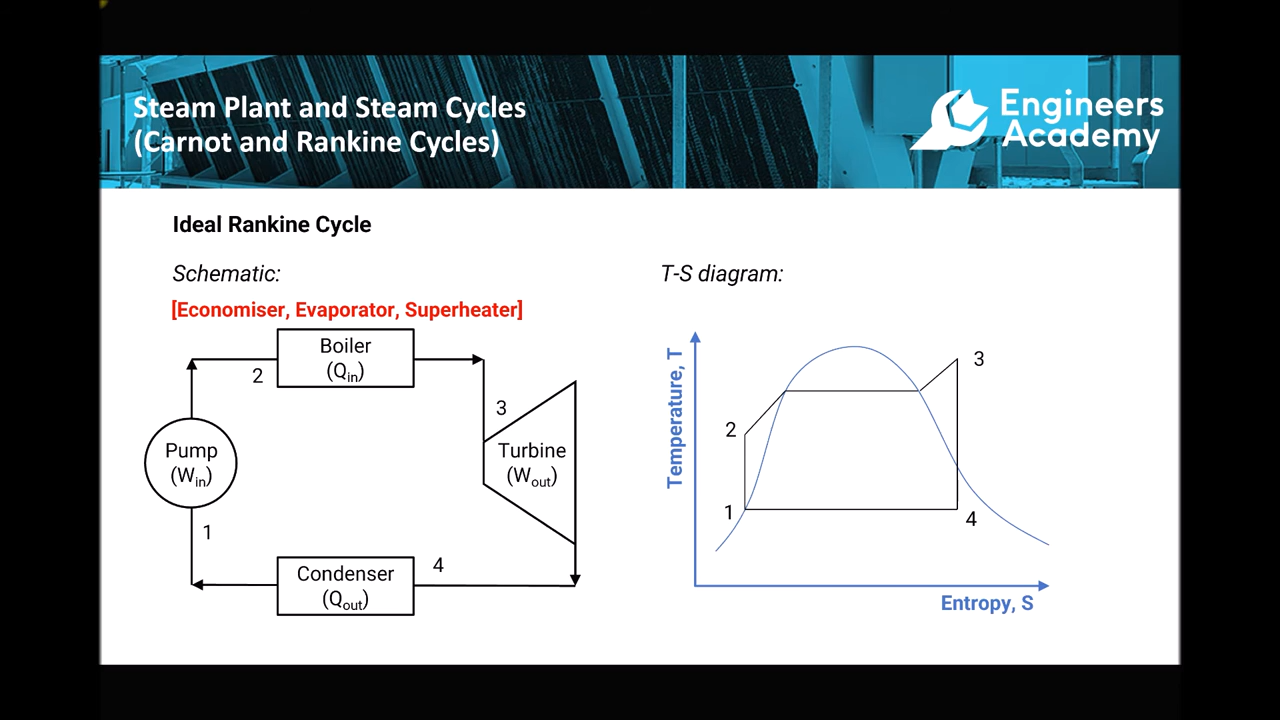 Steam Plant and Steam Cycles
(Carnot and Rankine Cycles)
Engineers
Academy
Ideal Rankine Cycle
Schematic:
T-S diagram:
[Economiser, Evaporator, Superheater]
Boiler
(Qin)
2
3
Pump
(Win)
Turbine
(Wout)
1
4
Condenser
(Qout)
Temperature, T
3
2
1
4
Entropy, S